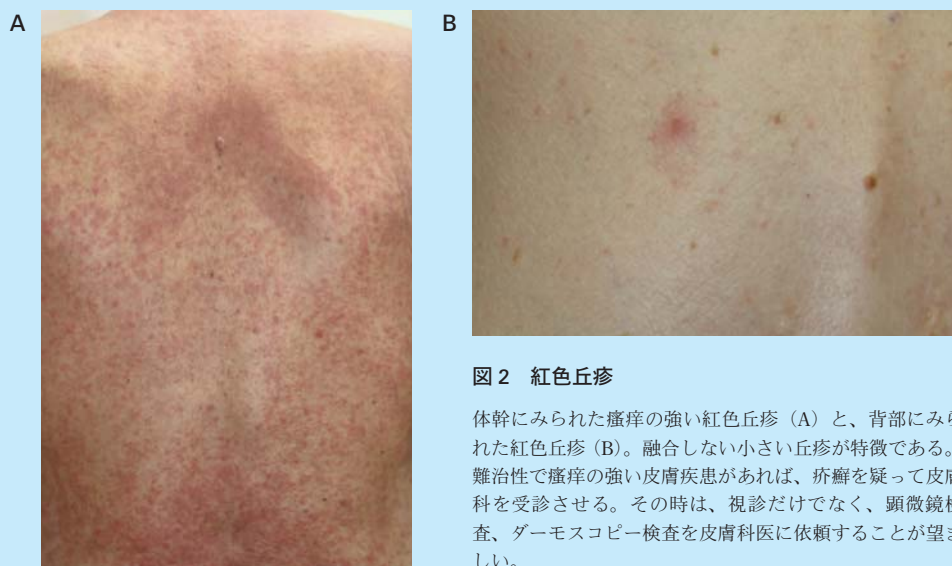 A
B
図 2　紅色丘疹
体幹にみられた瘙痒の強い紅色丘疹（A）と、背部にみら
れた紅色丘疹（B）。融合しない小さい丘疹が特徴である。
難治性で瘙痒の強い皮膚疾患があれば、疥癬を疑って皮膚
科を受診させる。その時は、視診だけでなく、顕微鏡検
査、ダーモスコピー検査を皮膚科医に依頼することが望ま
しい。